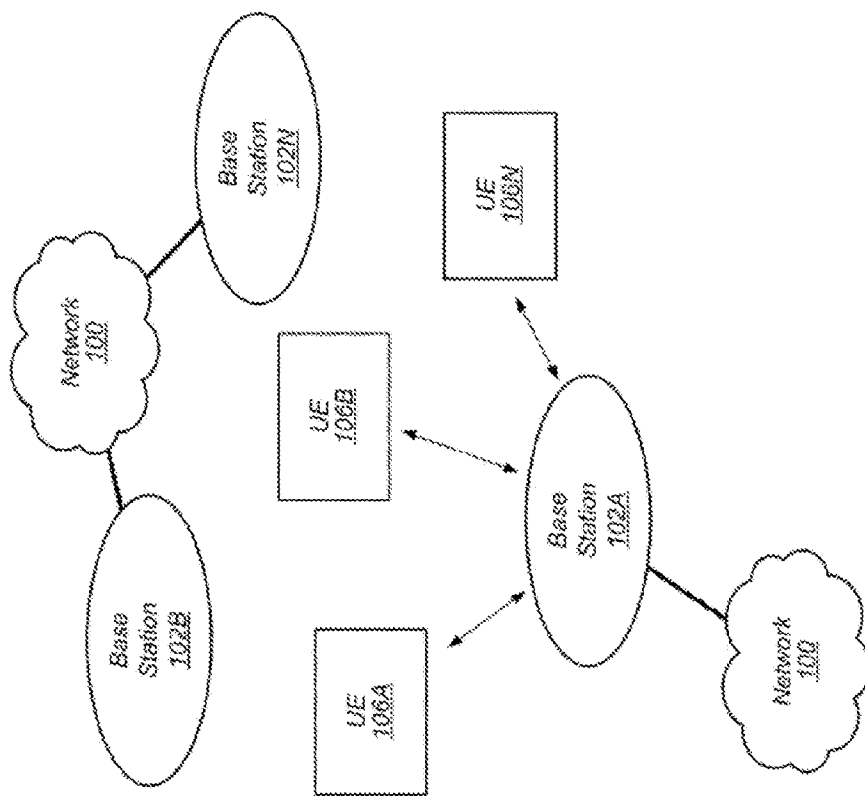 Base
Station
102B
Network
100
Base
Station
102N
UE
106A
UE
106B
UE
106N
Base
Station
102A
Network
100